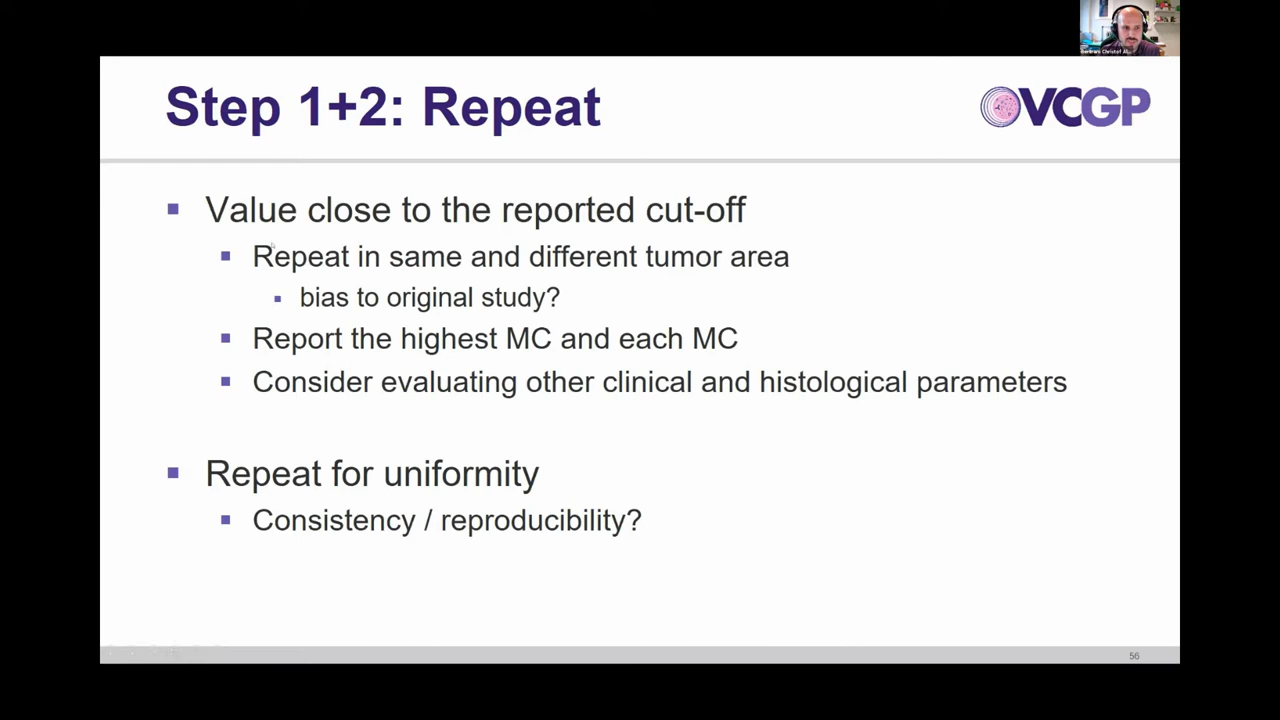 Step 1+2: Repeat
VCGP
Value close to the reported cut-off
Repeat in same and different tumor area
bias to original study?
Report the highest MC and each MC
Consider evaluating other clinical and histological parameters
Repeat for uniformity
Consistency / reproducibility?
56